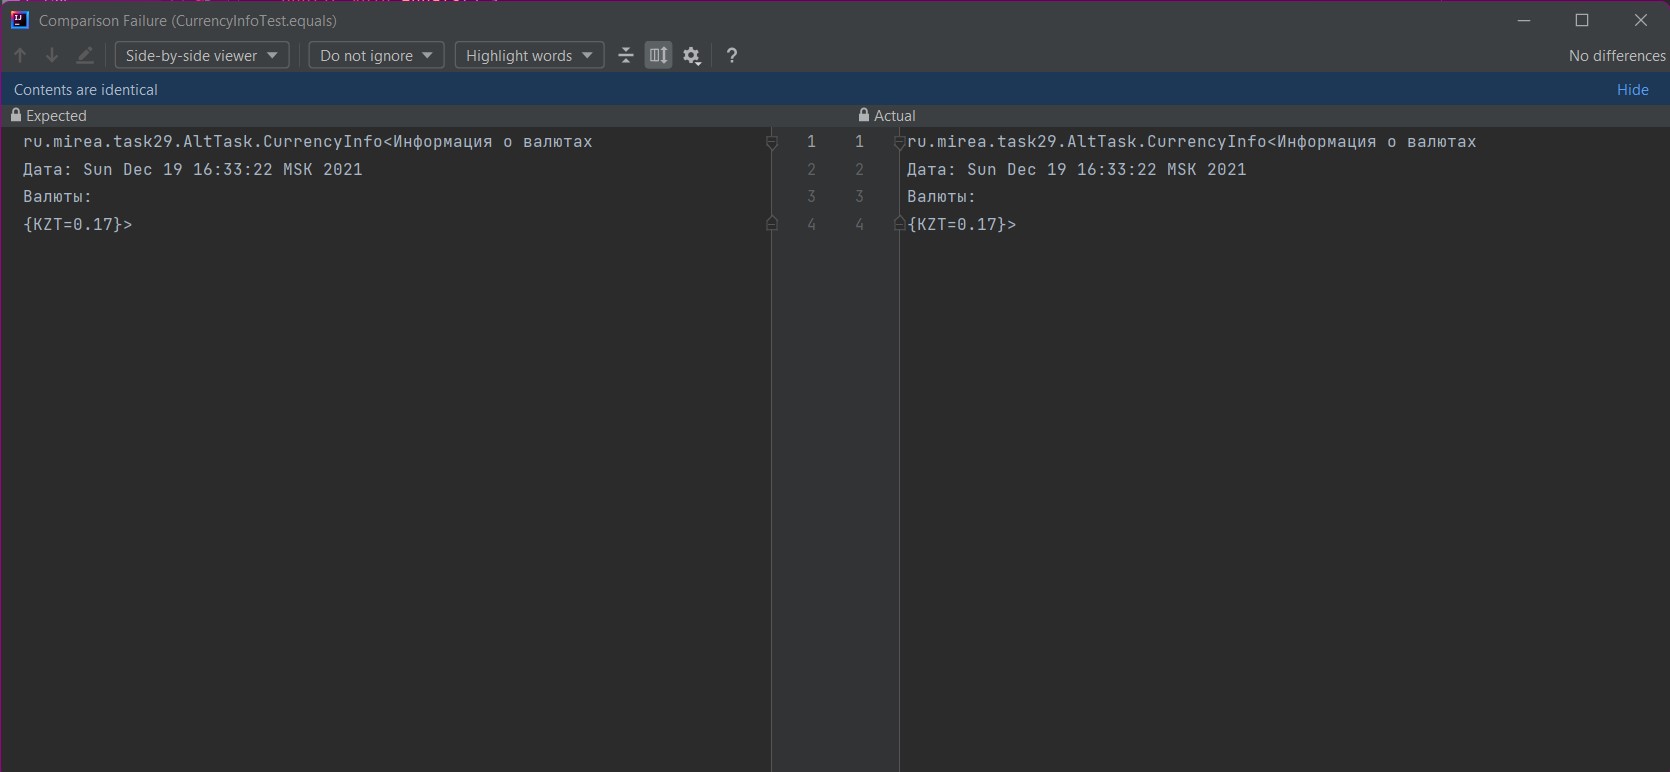 Comparison Failure (CurrencyInfoTest.equals)
Side-by-side viewer Do not ignore Highlight words ? No differences
Contents are identical Hide
Expected Actual
ru.mirea.task29.AltTask.CurrencyInfo<Информация о валютах 1 1 ru.mirea.task29.AltTask.CurrencyInfo<Информация о валютах
Дата: Sun Dec 19 16:33:22 MSK 2021 2 2 Дата: Sun Dec 19 16:33:22 MSK 2021
Валюты: 3 3 Валюты:
{KZT=0.17}> 4 4 {KZT=0.17}>